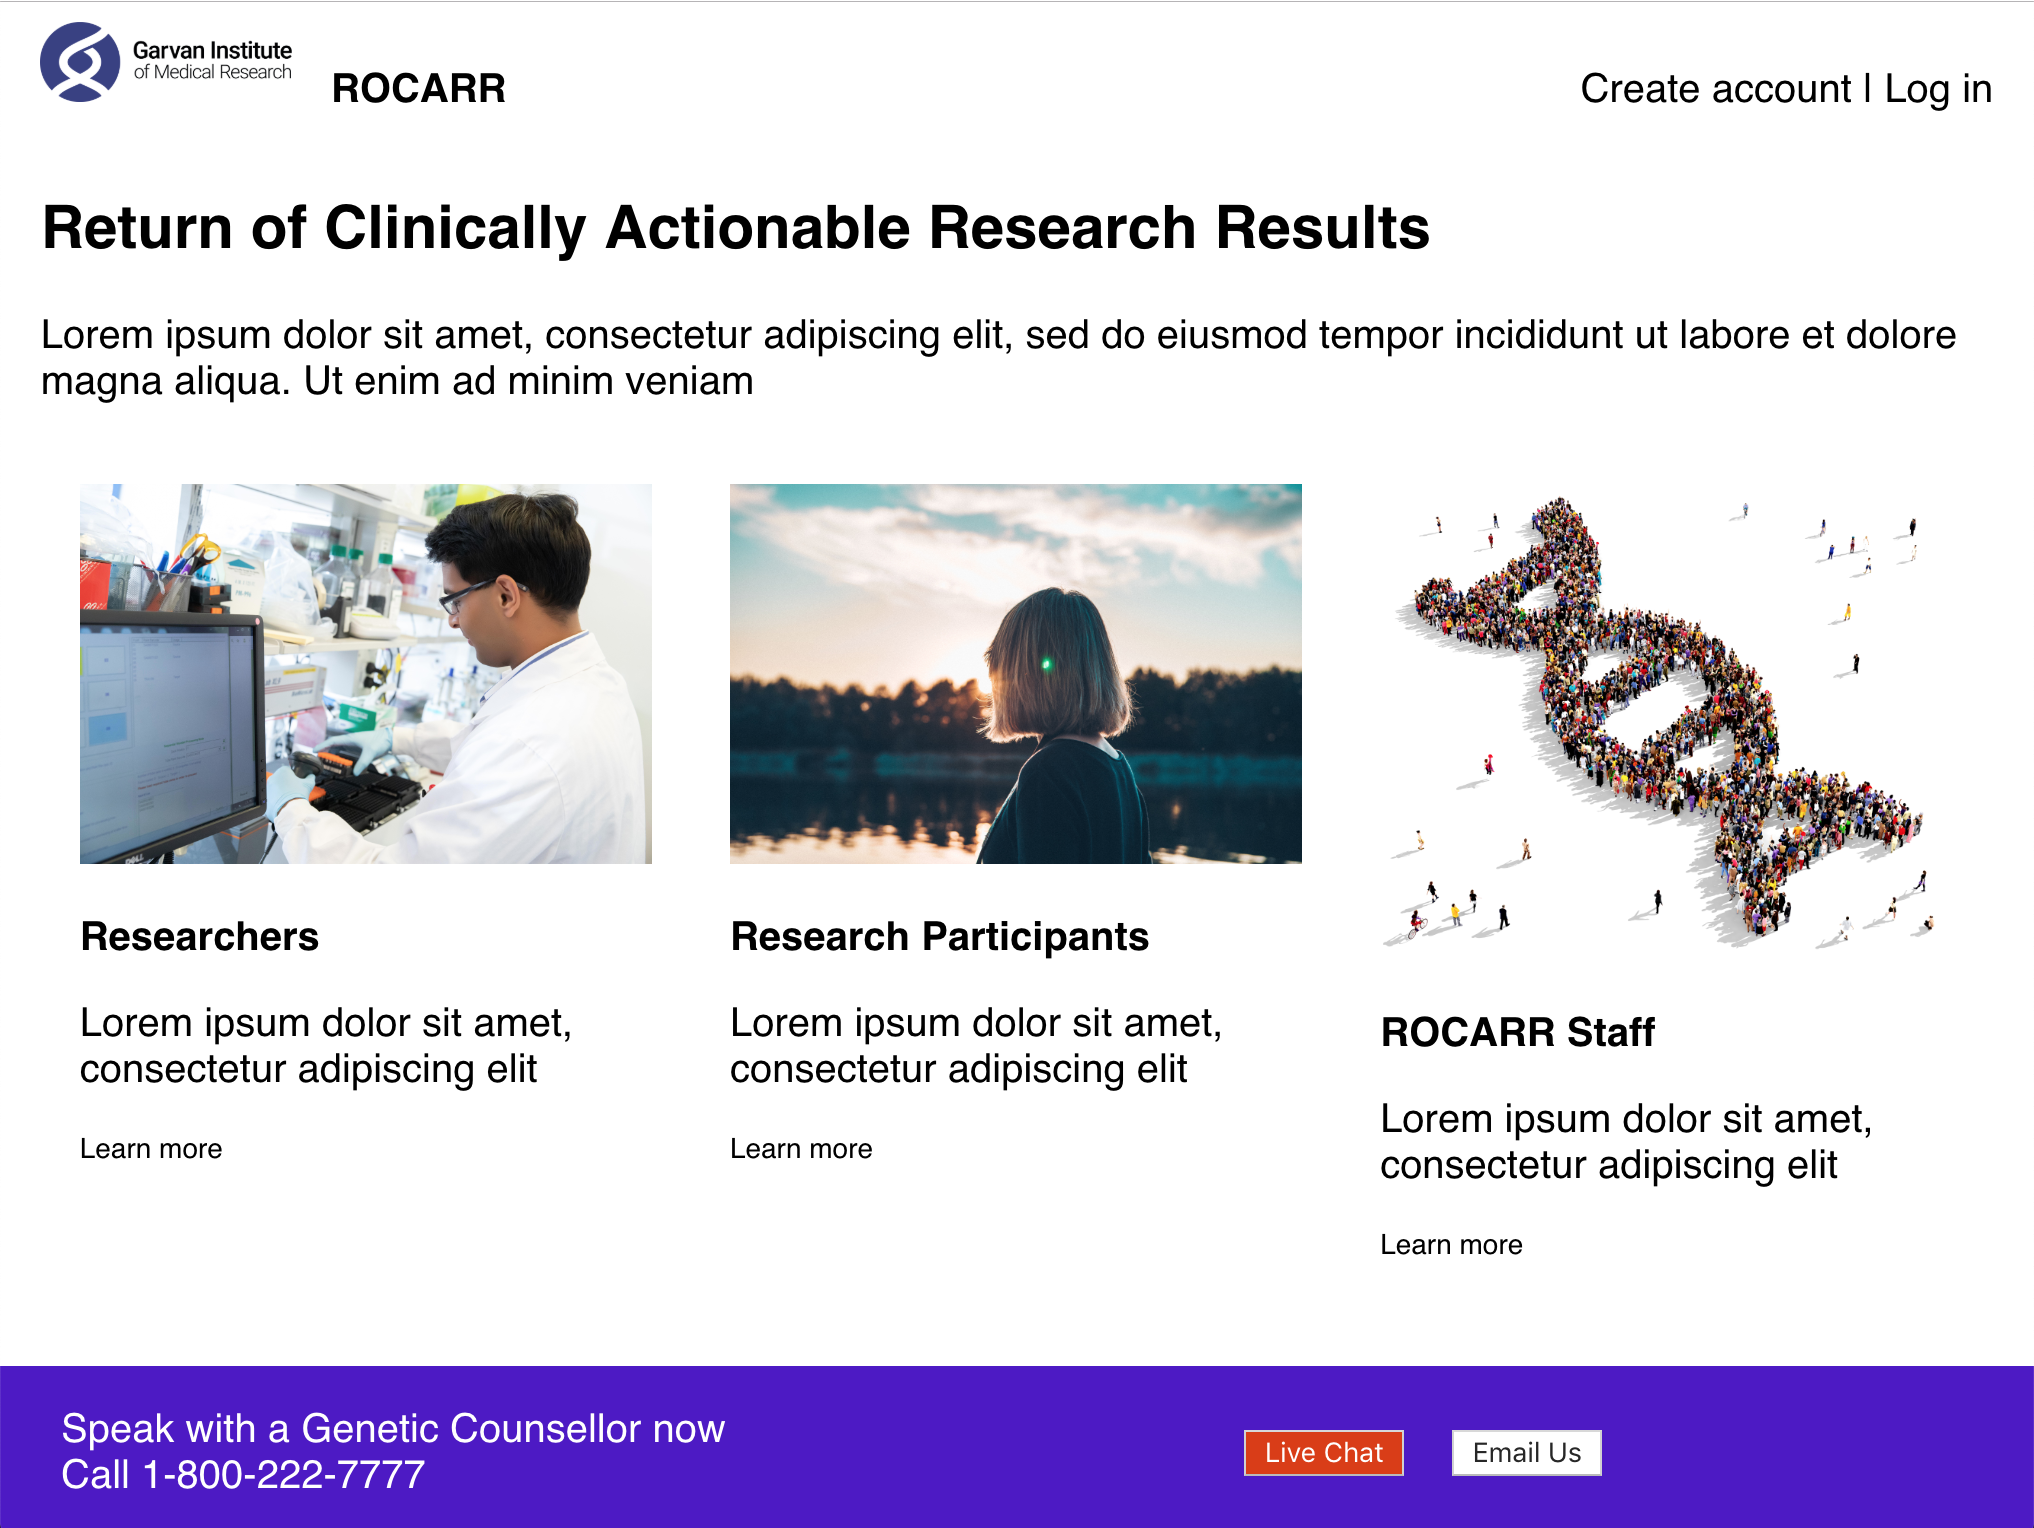 Garvan Institute
of Medical Research
ROCARR
Create account | Log in
Return of Clinically Actionable Research Results
Lorem ipsum dolor sit amet, consectetur adipiscing elit, sed do eiusmod tempor incididunt ut labore et dolore
magna aliqua. Ut enim ad minim veniam
Researchers
Lorem ipsum dolor sit amet,
consectetur adipiscing elit
Learn more
Research Participants
Lorem ipsum dolor sit amet,
consectetur adipiscing elit
Learn more
ROCARR Staff
Lorem ipsum dolor sit amet,
consectetur adipiscing elit
Learn more
Speak with a Genetic Counsellor now
Call 1-800-222-7777
Live Chat
Email Us